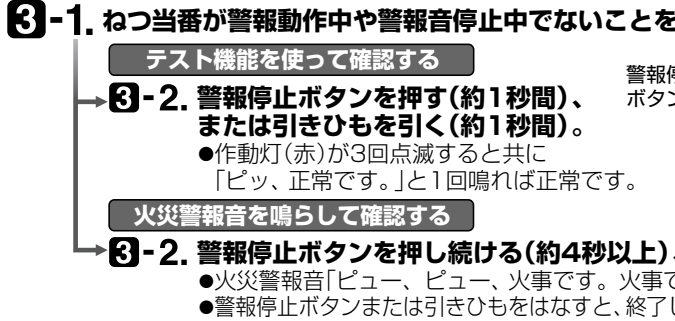 3-1. ねつ当番が警報動作中や警報音停止中でないことを
テスト機能を使って確認する
警報停
ボタン
3-2. 警報停止ボタンを押す(約1秒間)、
または引きひもを引く(約1秒間)。
●作動灯(赤)が3回点滅すると共に
「ピッ、正常です。」と1回鳴れば正常です。
火災警報音を鳴らして確認する
3-2. 警報停止ボタンを押し続ける(約4秒以上)、
●火災警報音「ピュー、ピュー、火事です。火事で
●警報停止ボタンまたは引きひもをはなすと、終了し